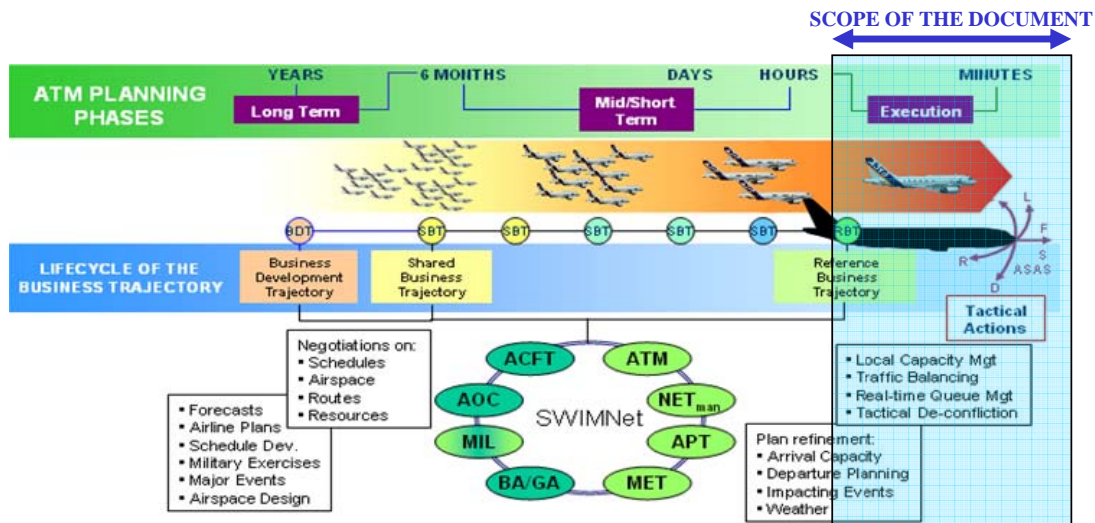 SCOPE OF THE DOCUMENT
YEARS
6 MONTHS
DAYS
HOURS
MINUTES
ATM PLANNING
PHASES
Long Term
Mid/Short
Term
Execution
BDT
SBT
SBT
SBT
SBT
SBT
RBT
L
F
S
ASAS
R
D
LIFECYCLE OF THE
BUSINESS TRAJECTORY
Business
Development
Trajectory
Shared
Business
Trajectory
Reference
Business
Trajectory
Tactical
Actions
Negotiations on:
▪ Schedules
▪ Airspace
▪ Routes
▪ Resources
▪ Forecasts
▪ Airline Plans
▪ Schedule Dev.
▪ Military Exercises
▪ Major Events
▪ Airspace Design
ACFT
ATM
AOC
NETman
SWIMNet
MIL
APT
BA/GA
MET
▪ Local Capacity Mgt
▪ Traffic Balancing
▪ Real-time Queue Mgt
▪ Tactical De-confliction
Plan refinement:
▪ Arrival Capacity
▪ Departure Planning
▪ Impacting Events
▪ Weather